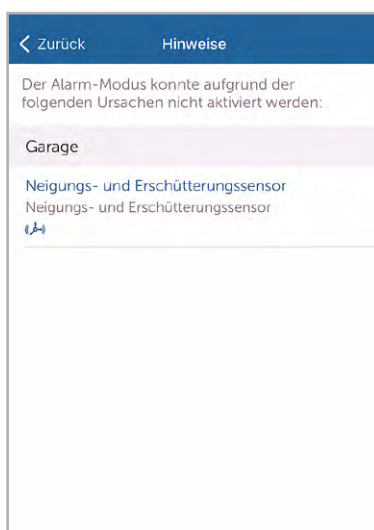 Zurück
Hinweise
Der Alarm-Modus konnte aufgrund der
folgenden Ursachen nicht aktiviert werden:
Garage
Neigungs- und Erschütterungssensor
Neigungs- und Erschütterungssensor